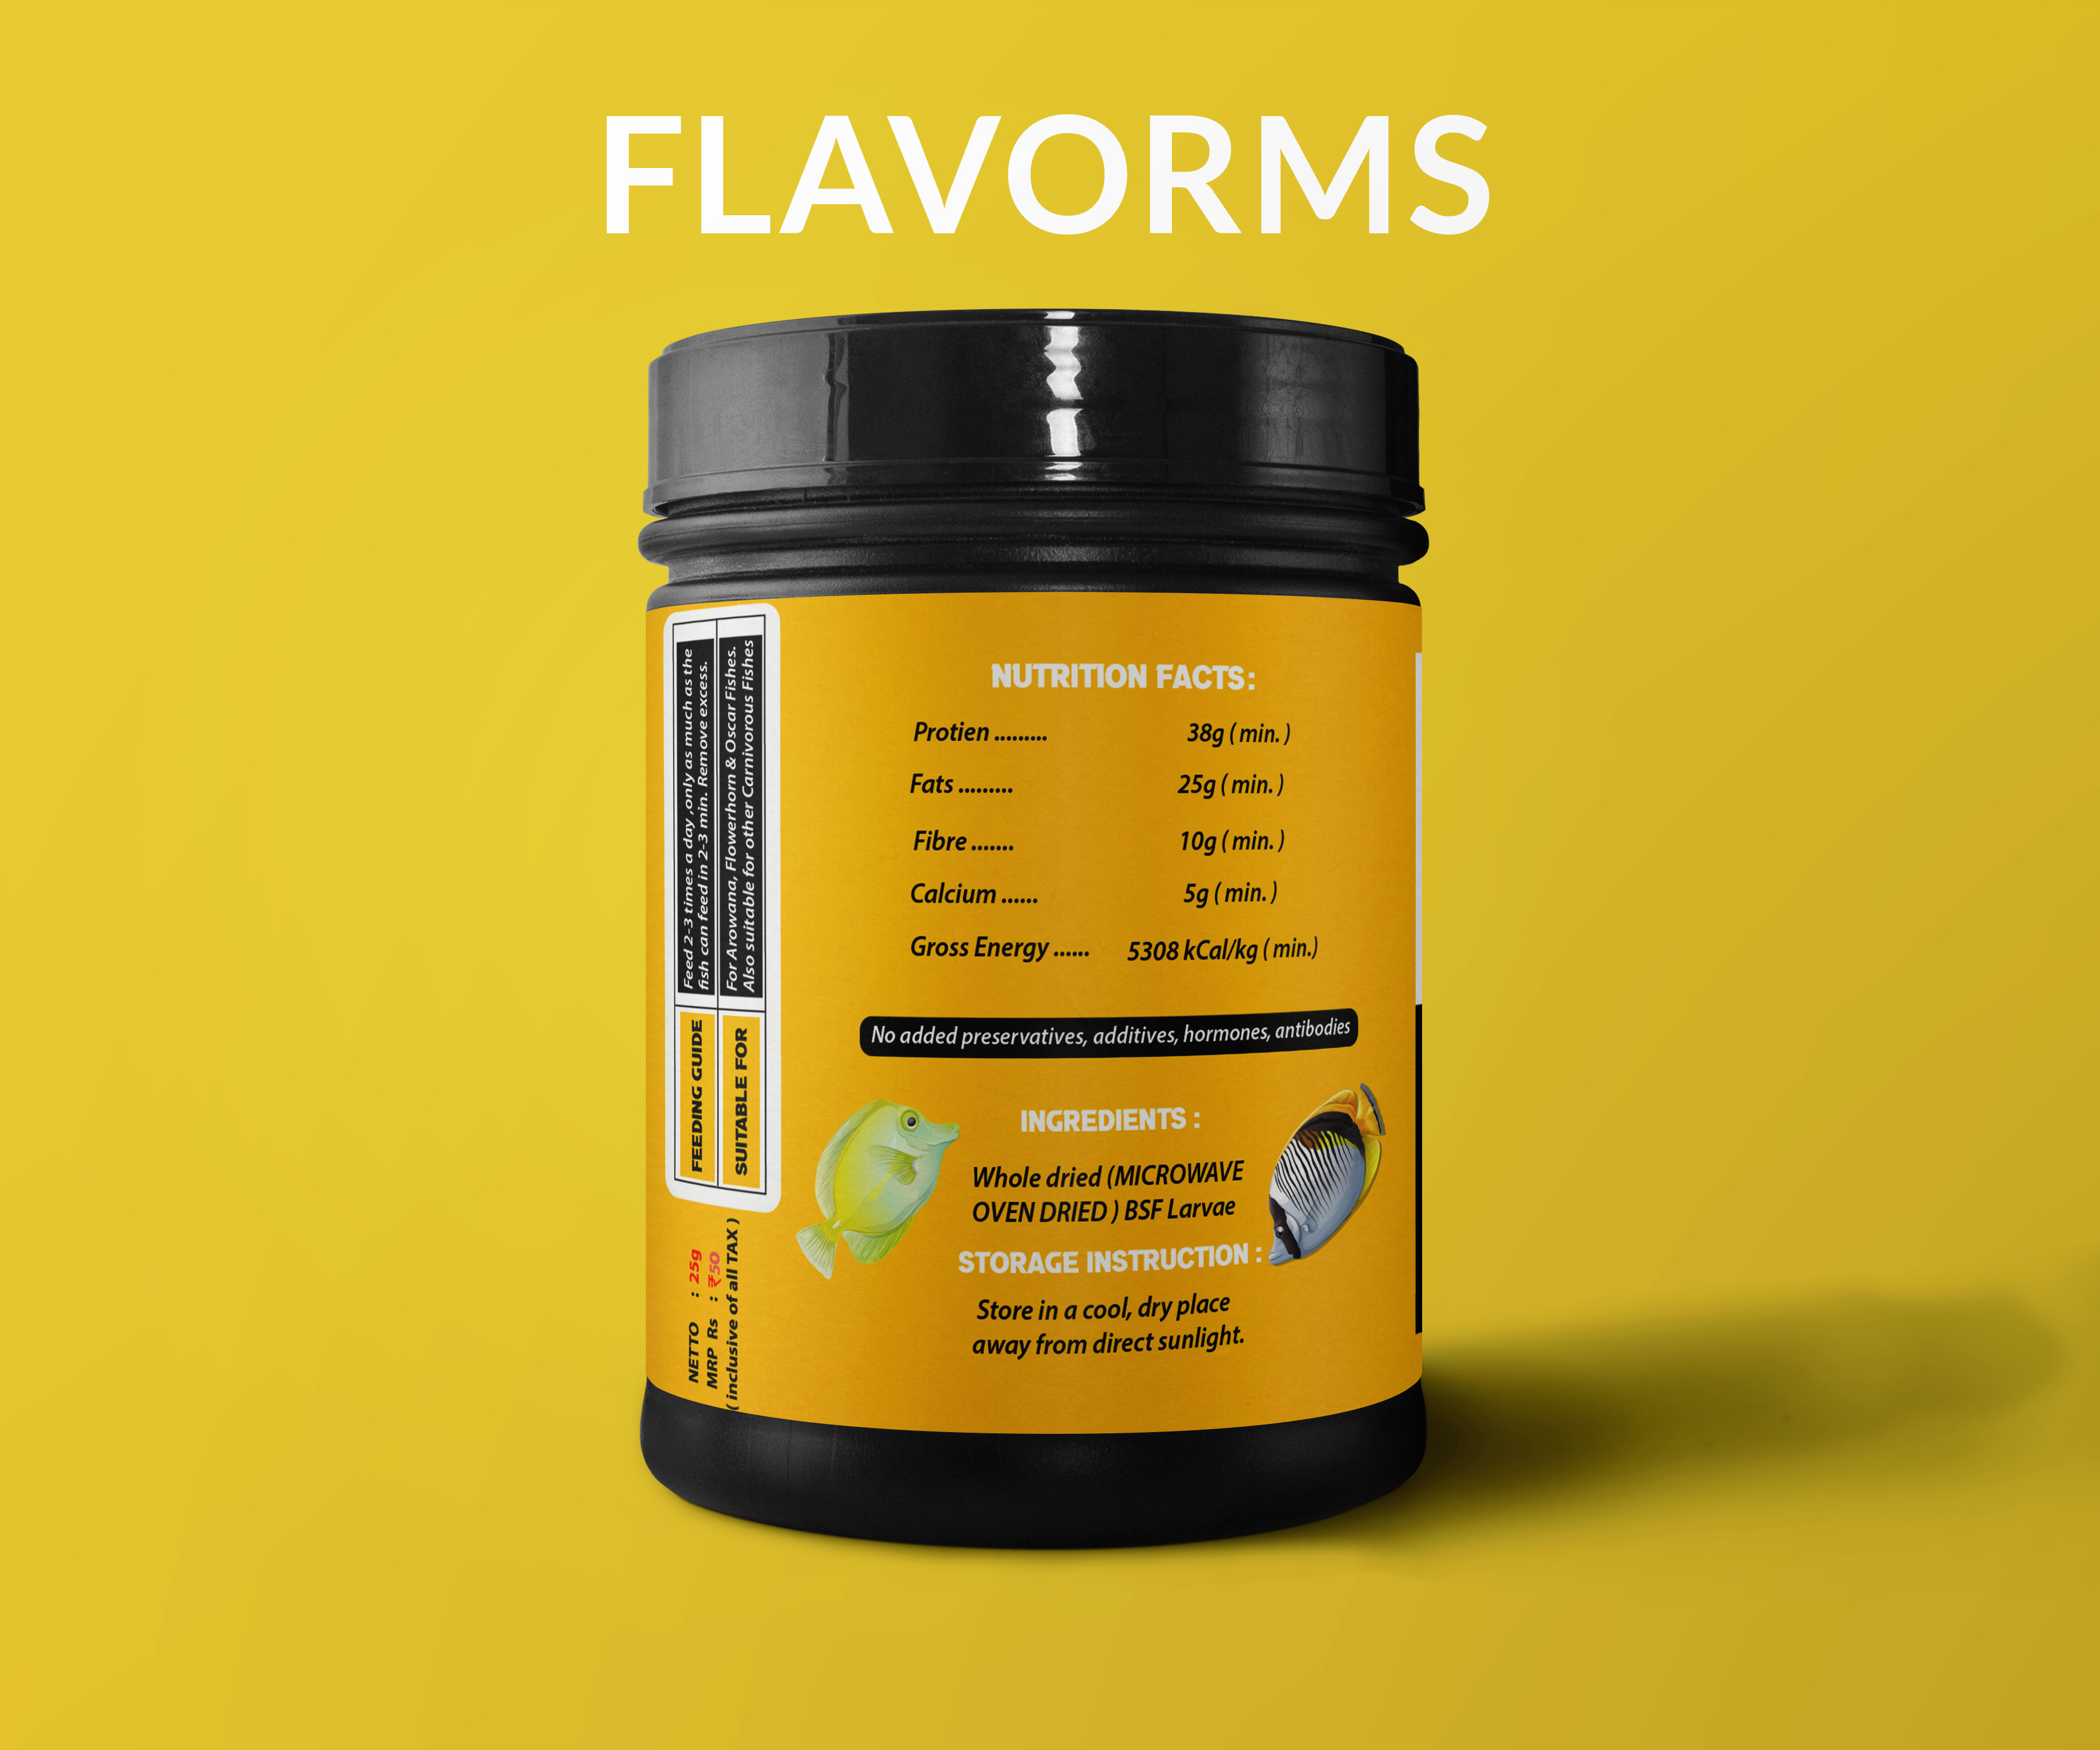 FLAVORMS
NUTRITION FACTS :
Protien ......... 38g ( min. )
Fats ......... 25g ( min. )
Fibre ....... 10g ( min. )
Calcium ...... 5g ( min. )
Gross Energy ...... 5308 kCal/kg ( min.)
No added preservatives, additives, hormones, antibodies
INGREDIENTS :
Whole dried (MICROWAVE
OVEN DRIED ) BSF Larvae
STORAGE INSTRUCTION :
Store in a cool, dry place
away from direct sunlight.
FEEDING GUIDE
Feed 2-3 times a day ,only as much as the
fish can feed in 2-3 min. Remove excess.
SUITABLE FOR
For Arowana, Flowerhorn & Oscar Fishes.
Also suitable for other Carnivorous Fishes
NETTO : 25g
MRP Rs : ₹50
( inclusive of all TAX )